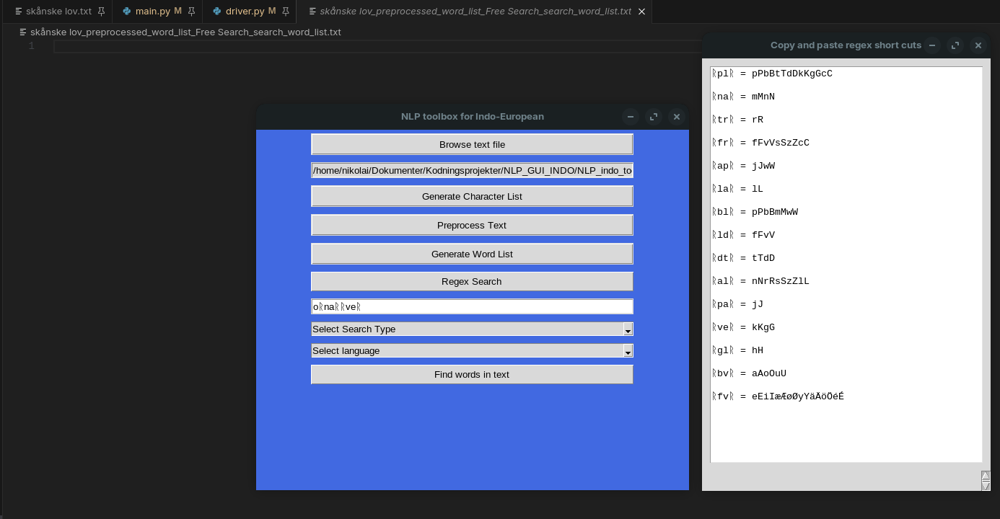 skånske lov.txt main.py M driver.py M skånske lov_preprocessed_word_list_Free Search_search_word_list.txt
skånske lov_preprocessed_word_list_Free Search_search_word_list.txt
1
NLP toolbox for Indo-European
Browse text file
/home/nikolai/Dokumenter/Kodningsprojekter/NLP_GUI_INDO/NLP_indo_to
Generate Character List
Preprocess Text
Generate Word List
Regex Search
oᚱnaᚱᚱveᚱ
Select Search Type
Select language
Find words in text
Copy and paste regex short cuts
ᚱplᚱ = pPbBtTdDkKgGcC
ᚱnaᚱ = mMnN
ᚱtrᚱ = rR
ᚱfrᚱ = fFvVsSzZcC
ᚱapᚱ = jJwW
ᚱlaᚱ = lL
ᚱblᚱ = pPbBmMwW
ᚱldᚱ = fFvV
ᚱdtᚱ = tTdD
ᚱalᚱ = nNrRsSzZlL
ᚱpaᚱ = jJ
ᚱveᚱ = kKgG
ᚱglᚱ = hH
ᚱbvᚱ = aAoOuU
ᚱfvᚱ = eEiIæÆøØyYäÄöÖéÉ